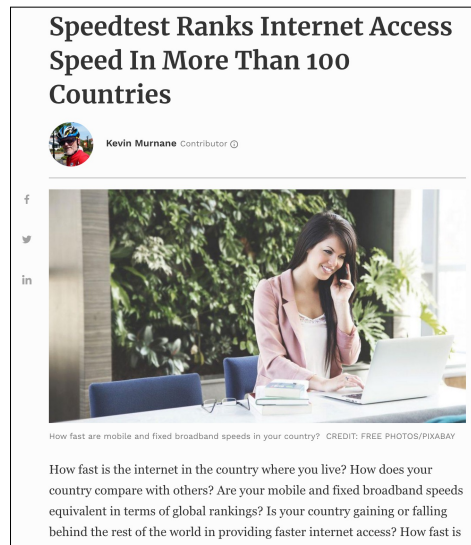 Speedtest Ranks Internet Access
Speed In More Than 100
Countries
Kevin Murnane Contributor
f
in
How fast are mobile and fixed broadband speeds in your country? CREDIT: FREE PHOTOS/PIXABAY
How fast is the internet in the country where you live? How does your
country compare with others? Are your mobile and fixed broadband speeds
equivalent in terms of global rankings? Is your country gaining or falling
behind the rest of the world in providing faster internet access? How fast is